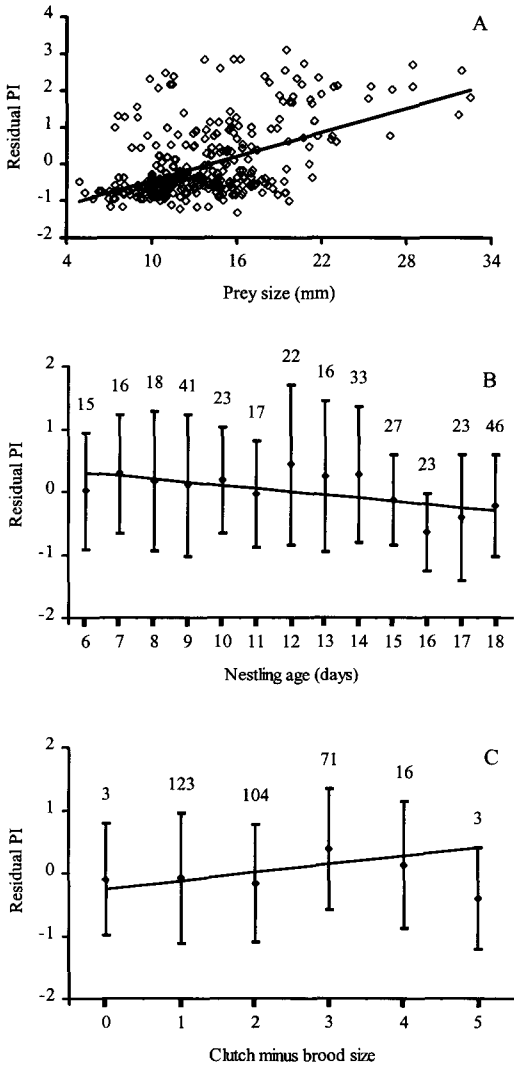 A
4
3
2
1
0
-1
-2
Residual PI
4 10 16 22 28 34
Prey size (mm)
B
2
1
0
-1
-2
Residual PI
15 16 18 41 23 17 22 16 33 27 23 23 46
6 7 8 9 10 11 12 13 14 15 16 17 18
Nestling age (days)
C
2
1
0
-1
-2
Residual PI
3 123 104 71 16 3
0 1 2 3 4 5
Clutch minus brood size